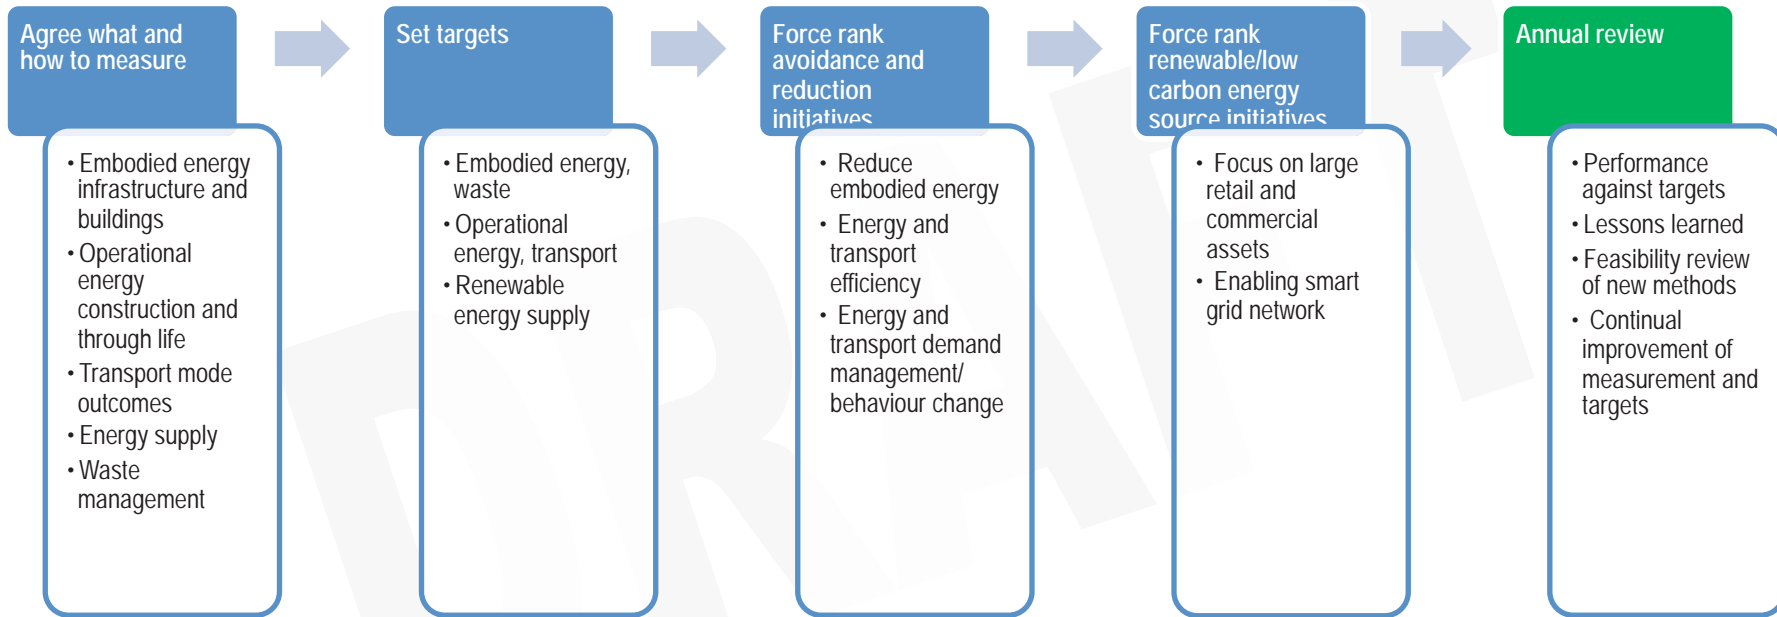 Agree what and
how to measure
• Embodied energy
infrastructure and
buildings
• Operational
energy
construction and
through life
• Transport mode
outcomes
• Energy supply
• Waste
management
Set targets
• Embodied energy,
waste
• Operational
energy, transport
• Renewable
energy supply
Force rank
avoidance and
reduction
initiatives
• Reduce
embodied energy
• Energy and
transport
efficiency
• Energy and
transport demand
management/
behaviour change
Force rank
renewable/low
carbon energy
source initiatives
• Focus on large
retail and
commercial
assets
• Enabling smart
grid network
Annual review
• Performance
against targets
• Lessons learned
• Feasibility review
of new methods
• Continual
improvement of
measurement and
targets
DRAFT